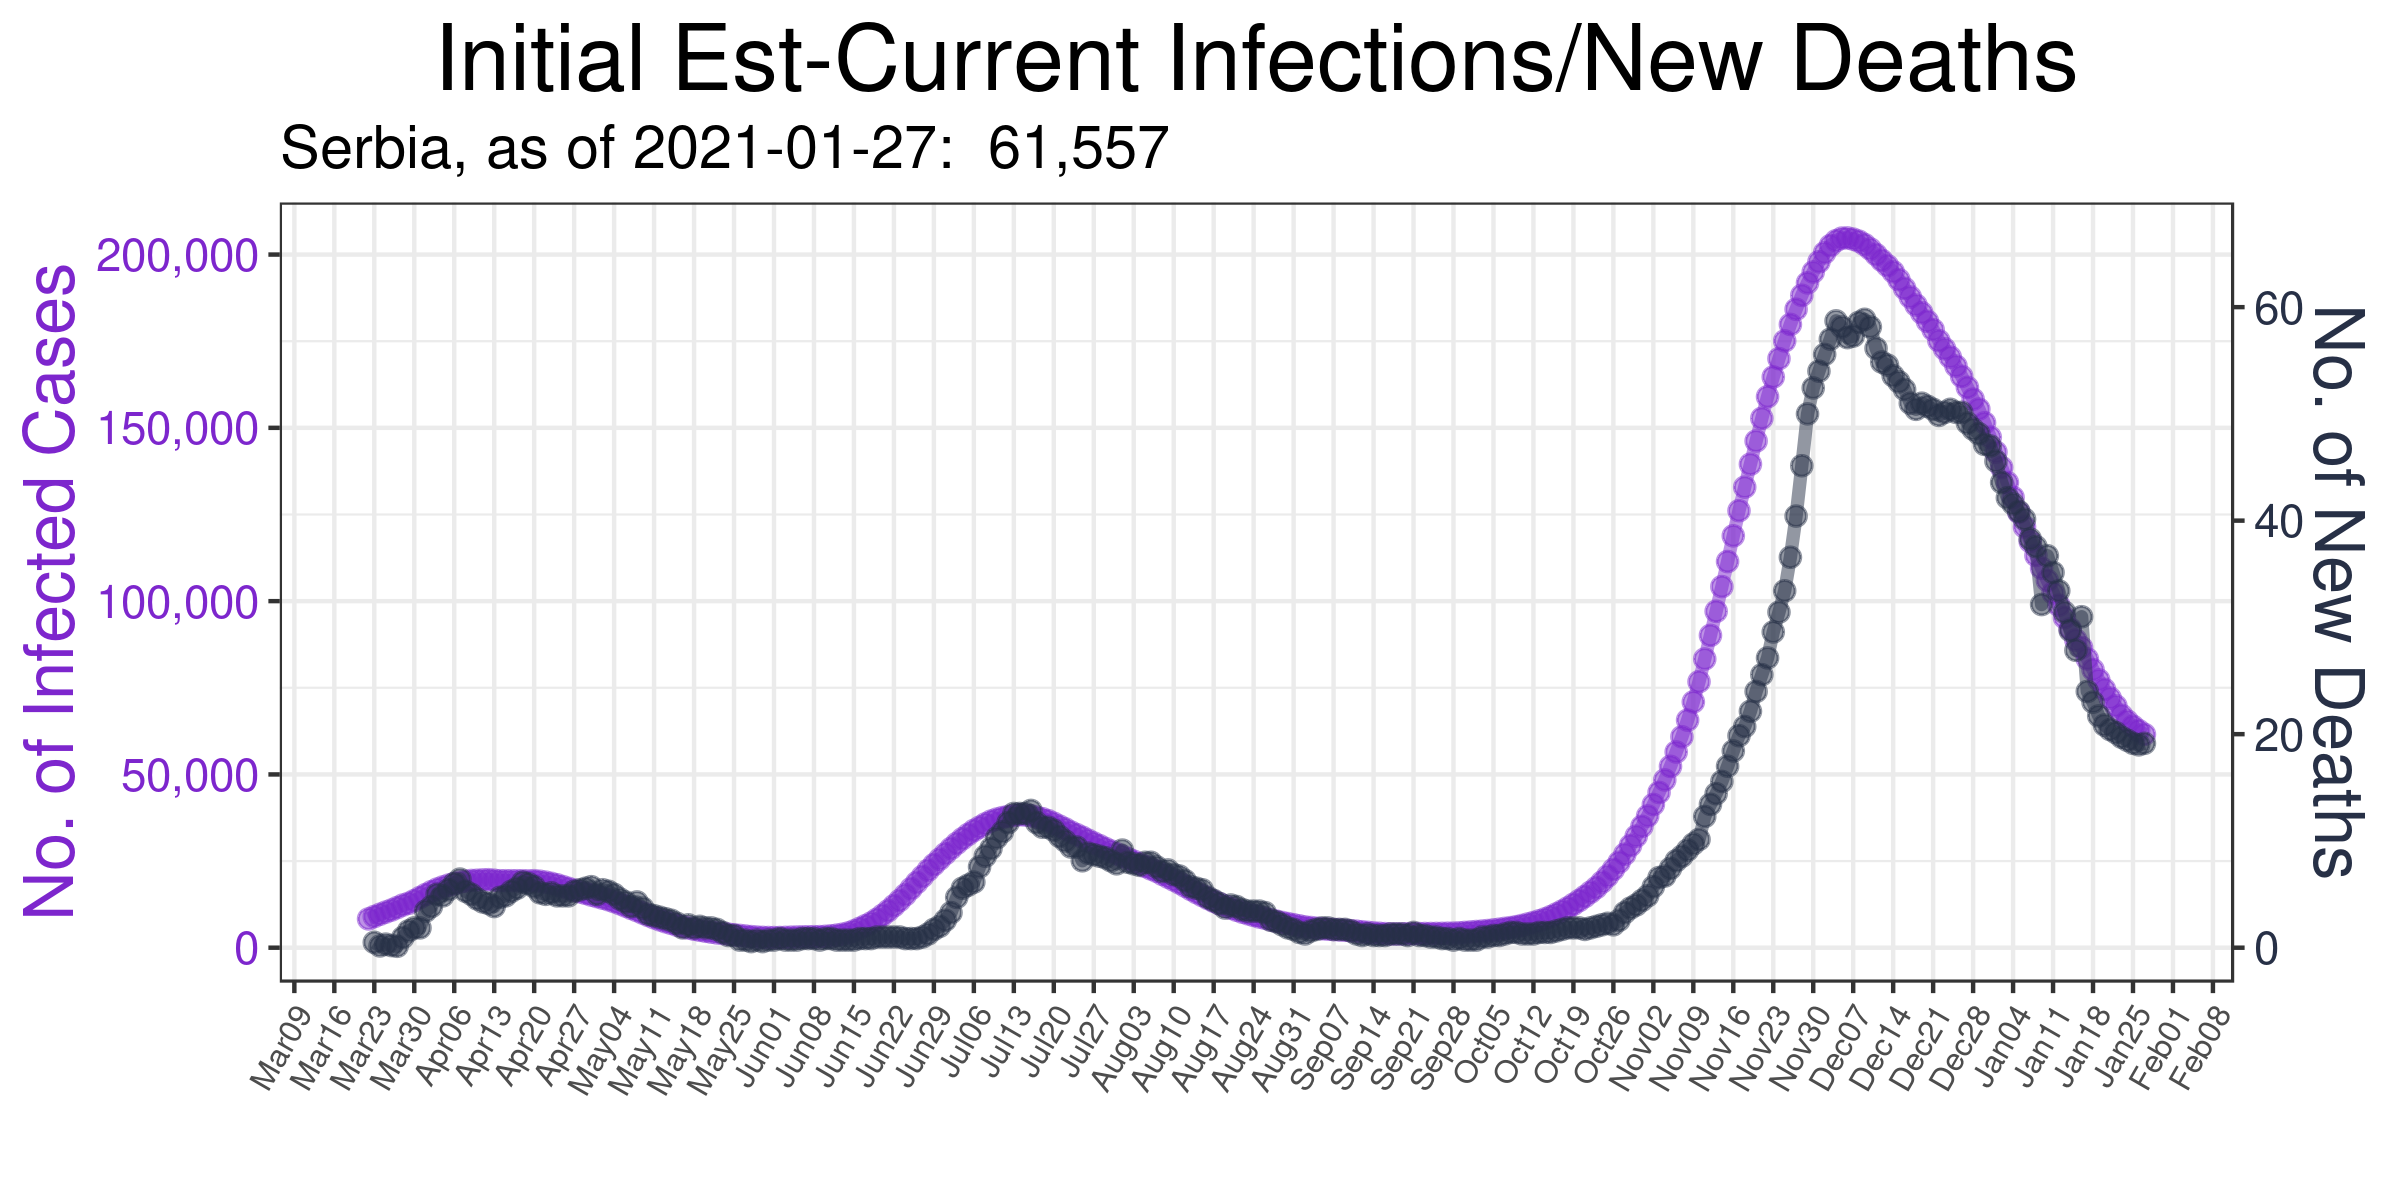 Initial Est-Current Infections/New Deaths
Serbia, as of 2021-01-27:  61,557
No. of Infected Cases
200,000
150,000
100,000
50,000
0
60
40
20
0
No. of New Deaths
Mar09
Mar16
Mar23
Mar30
Apr06
Apr13
Apr20
Apr27
May04
May11
May18
May25
Jun01
Jun08
Jun15
Jun22
Jun29
Jul06
Jul13
Jul20
Jul27
Aug03
Aug10
Aug17
Aug24
Aug31
Sep07
Sep14
Sep21
Sep28
Oct05
Oct12
Oct19
Oct26
Nov02
Nov09
Nov16
Nov23
Nov30
Dec07
Dec14
Dec21
Dec28
Jan04
Jan11
Jan18
Jan25
Feb01
Feb08